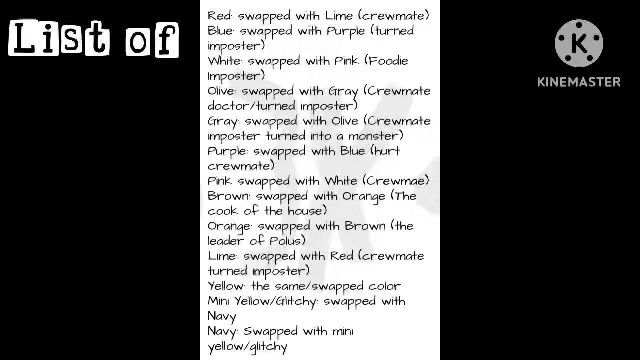 List of
Red: swapped with Lime (crewmate)
Blue: swapped with Purple (turned
imposter)
White: swapped with Pink (Foodie
Imposter)
Olive: swapped with Gray (Crewmate
doctor/turned imposter)
Gray: swapped with Olive (Crewmate
imposter turned into a monster)
Purple: swapped with Blue (hurt
crewmate)
Pink swapped with White (Crewmae)
Brown: swapped with Orange (The
cook of the house)
Orange: swapped with Brown (the
leader of Polus)
Lime: swapped with Red (crewmate
turned imposter)
Yellow: the same/swapped color
Mini Yellow/Glitchy: swapped with
Navy
Navy: Swapped with mini
yellow/glitchy
K
KINEMASTER